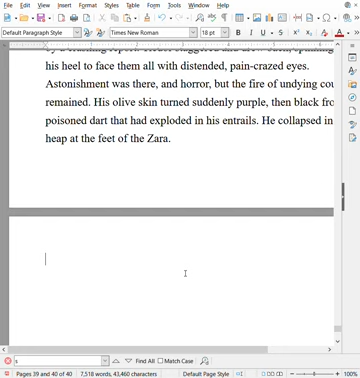 File Edit View Insert Format Styles Table Form Tools Window Help
Default Paragraph Style Times New Roman 18 pt B I U S X² X₂ A
his heel to face them all with distended, pain-crazed eyes.
Astonishment was there, and horror, but the fire of undying cou
remained. His olive skin turned suddenly purple, then black fro
poisoned dart that had exploded in his entrails. He collapsed in
heap at the feet of the Zara.
s Find All Match Case
Pages 39 and 40 of 40 7,518 words, 43,460 characters Default Page Style 100%